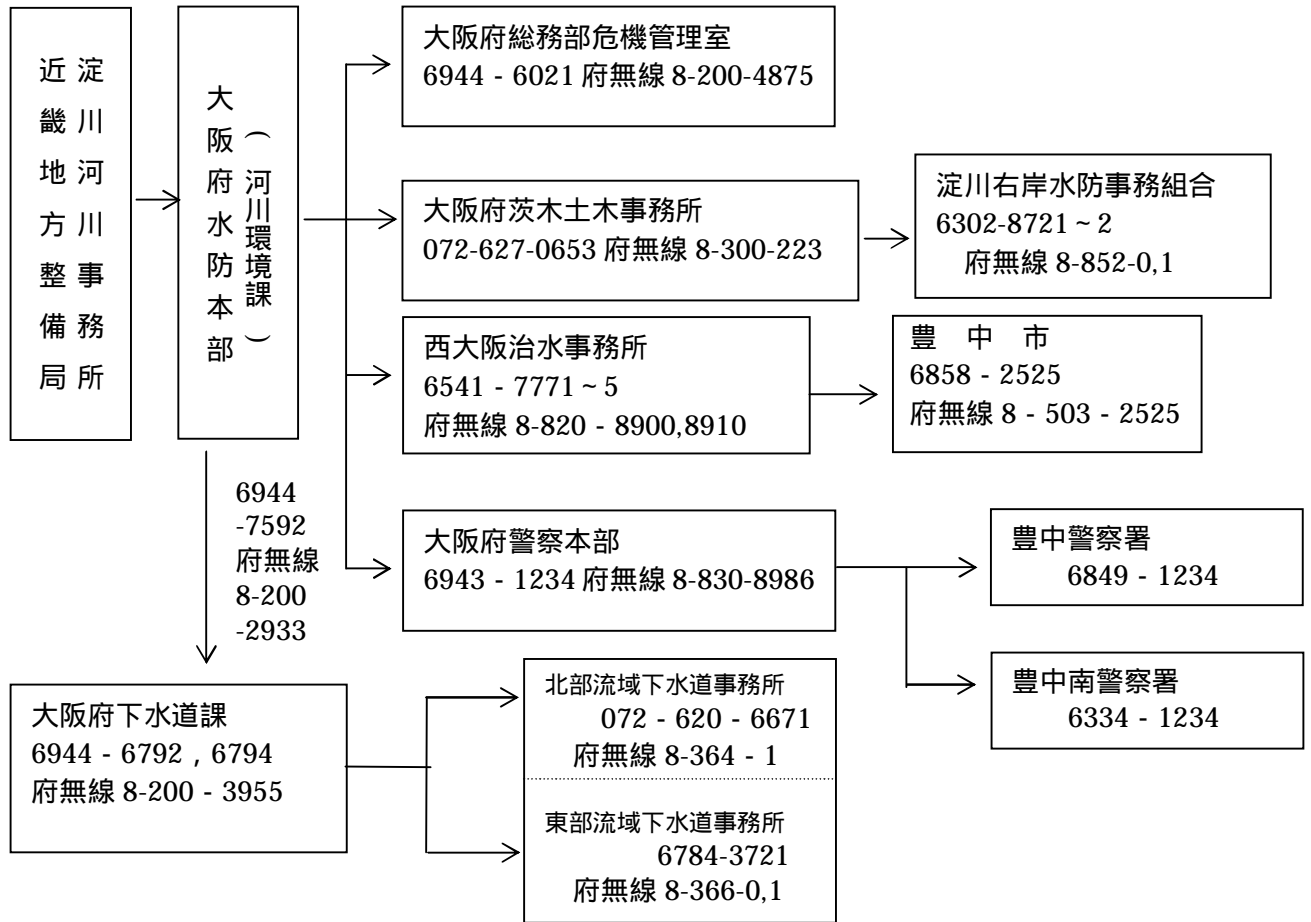 近畿地方整備局
淀川河川事務所
大阪府水防本部
(河川環境課)
大阪府総務部危機管理室
6944 - 6021 府無線 8-200-4875
大阪府茨木土木事務所
072-627-0653 府無線 8-300-223
淀川右岸水防事務組合
6302-8721 ~ 2
府無線 8-852-0,1
西大阪治水事務所
6541 - 7771 ~ 5
府無線 8-820 - 8900,8910
豊 中 市
6858 - 2525
府無線 8 - 503 - 2525
6944
-7592
府無線
8-200
-2933
大阪府警察本部
6943 - 1234 府無線 8-830-8986
豊中警察署
6849 - 1234
豊中南警察署
6334 - 1234
大阪府下水道課
6944 - 6792 , 6794
府無線 8-200 - 3955
北部流域下水道事務所
072 - 620 - 6671
府無線 8-364 - 1
東部流域下水道事務所
6784-3721
府無線 8-366-0,1